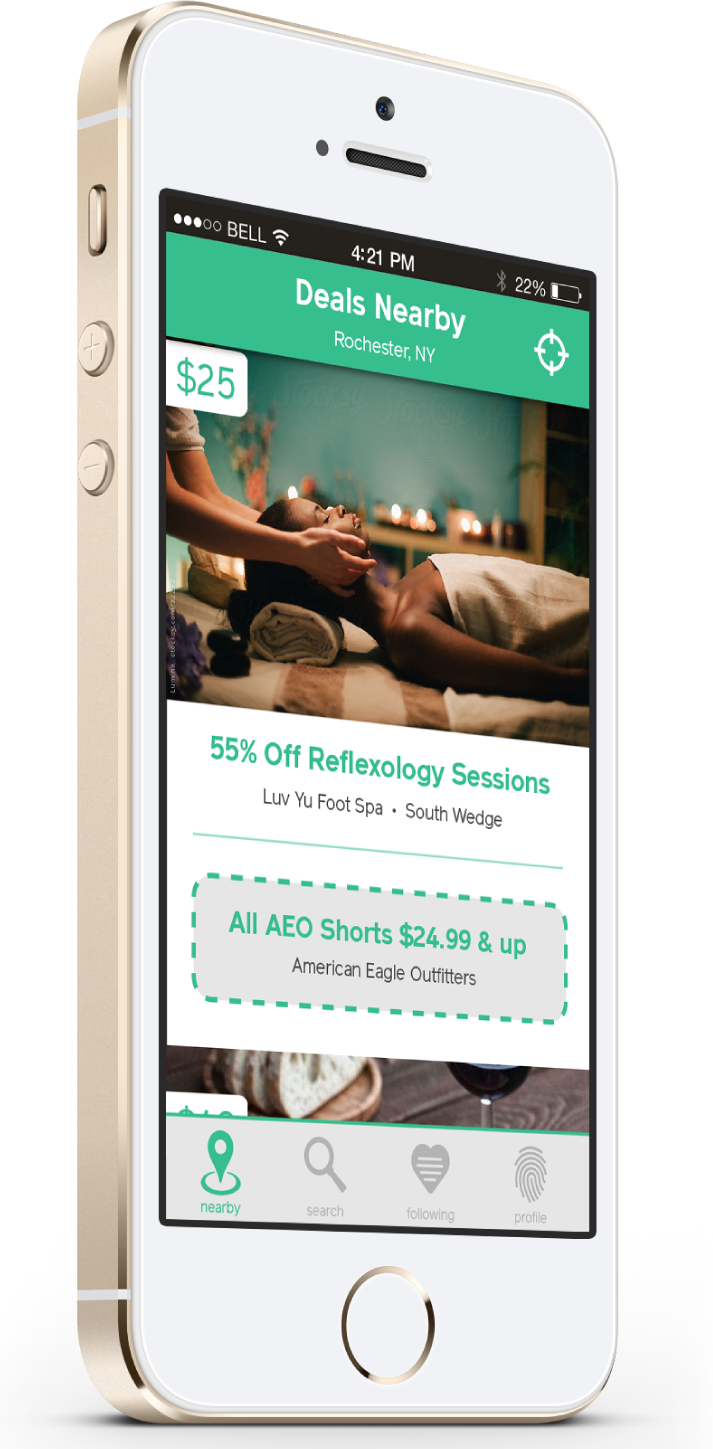 BELL
4:21 PM
22%
Deals Nearby
Rochester, NY
$25
55% Off Reflexology Sessions
Luv Yu Foot Spa • South Wedge
All AEO Shorts $24.99 & up
American Eagle Outfitters
nearby
search
following
profile